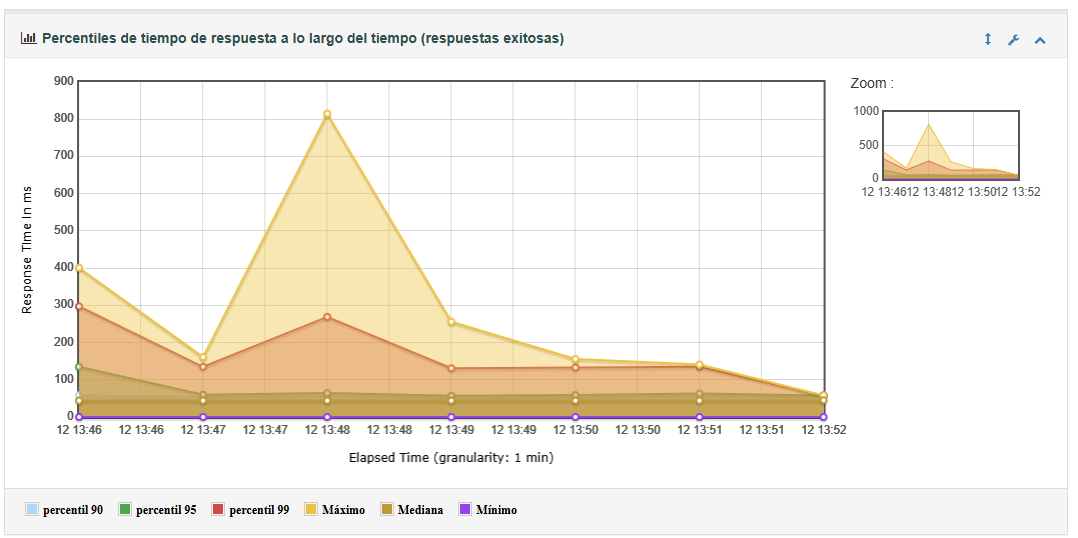 Percentiles de tiempo de respuesta a lo largo del tiempo (respuestas exitosas)
Zoom :
900
800
700
600
500
400
300
200
100
0
Response Time In ms
12 13:46 12 13:46 12 13:47 12 13:47 12 13:48 12 13:48 12 13:49 12 13:49 12 13:50 12 13:50 12 13:51 12 13:51 12 13:52
Elapsed Time (granularity: 1 min)
1000
500
0
12 13:46 12 13:48 12 13:50 12 13:52
percentil 90 percentil 95 percentil 99 Máximo Mediana Mínimo